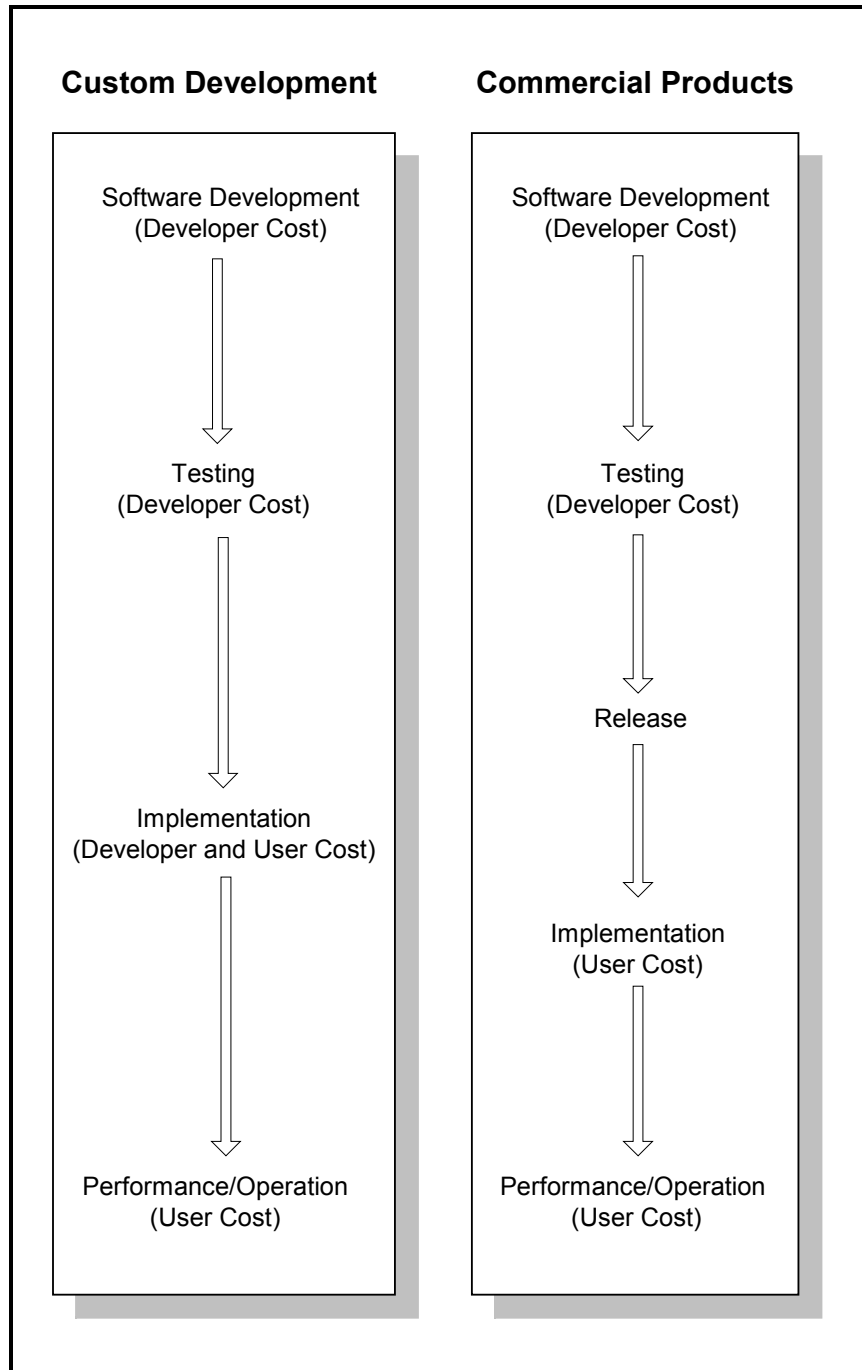 Custom Development
Software Development
(Developer Cost)
Testing
(Developer Cost)
Implementation
(Developer and User Cost)
Performance/Operation
(User Cost)
Commercial Products
Software Development
(Developer Cost)
Testing
(Developer Cost)
Release
Implementation
(User Cost)
Performance/Operation
(User Cost)